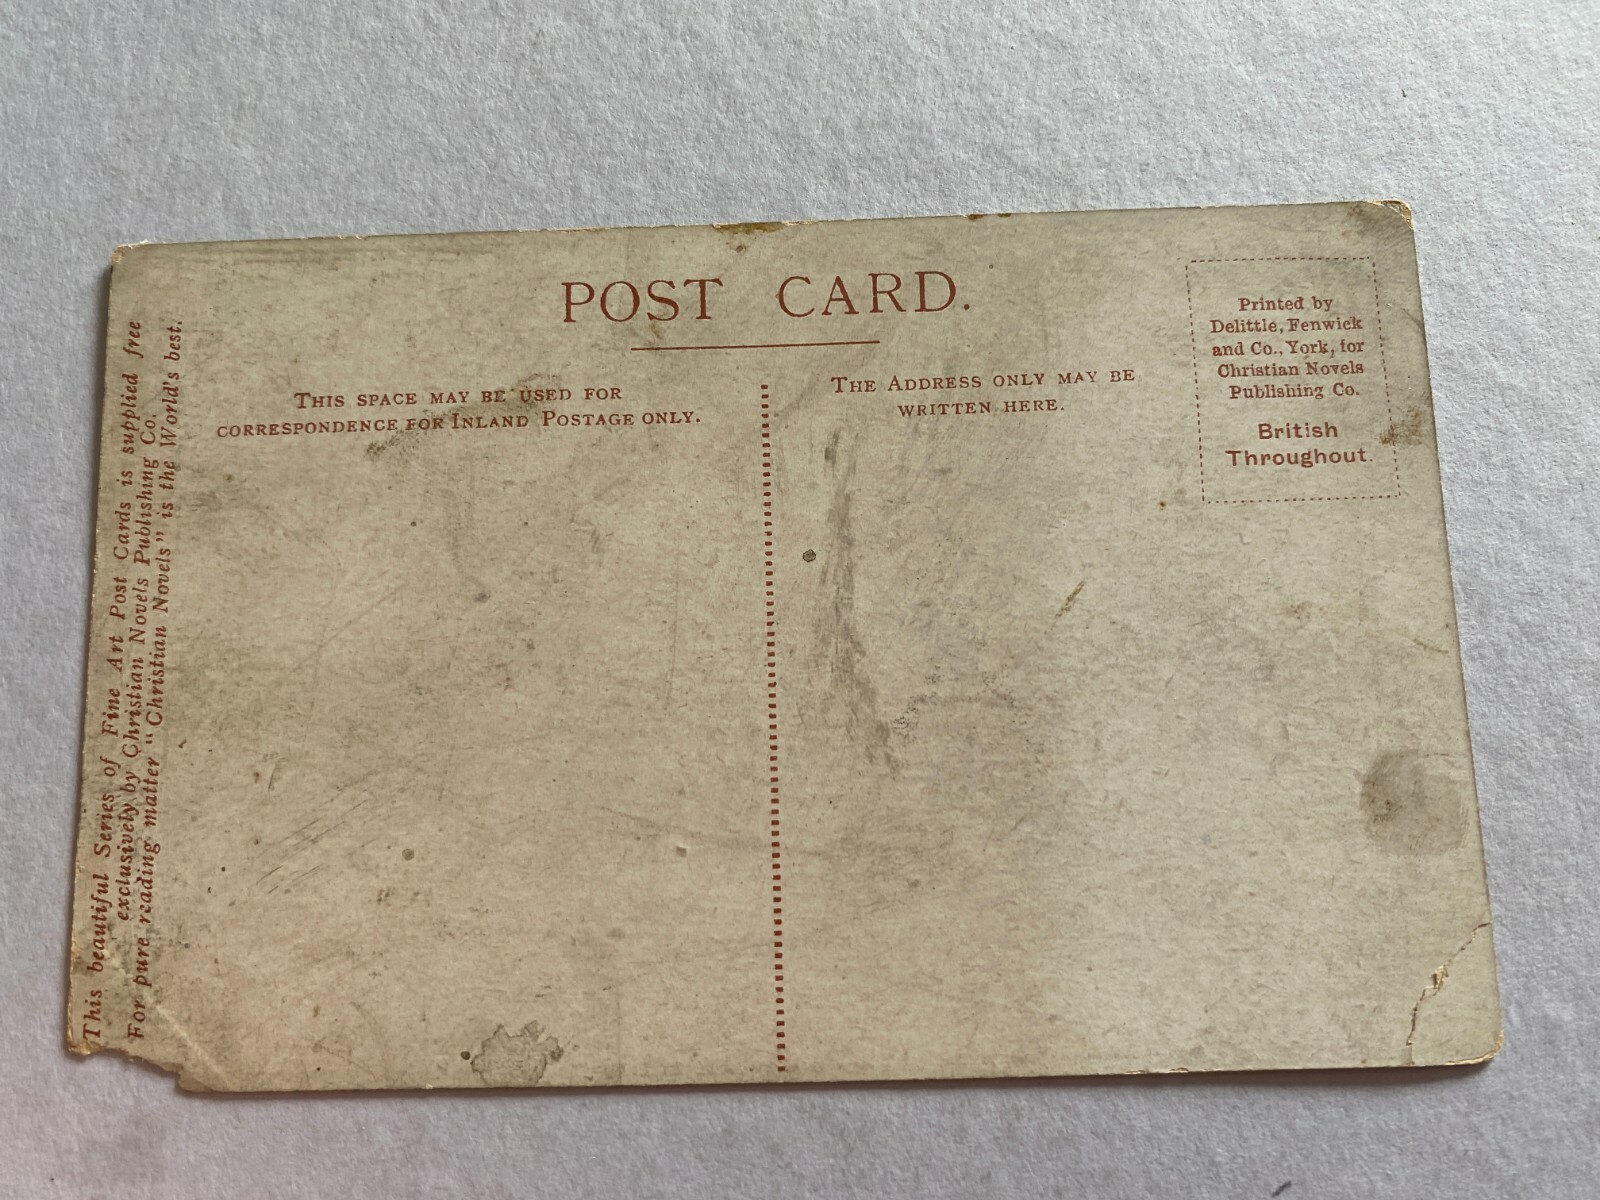 POST CARD.
THIS SPACE MAY BE USED FOR
CORRESPONDENCE FOR INLAND POSTAGE ONLY.
THE ADDRESS ONLY MAY BE
WRITTEN HERE.
Printed by
Delittle, Fenwick
and Co., York, for
Christian Novels
Publishing Co.
British
Throughout.
This beautiful Series of Fine Art Post Cards is supplied free
exclusively by Christian Novels Publishing Co.
For pure reading matter "Christian Novels" is the World's best.